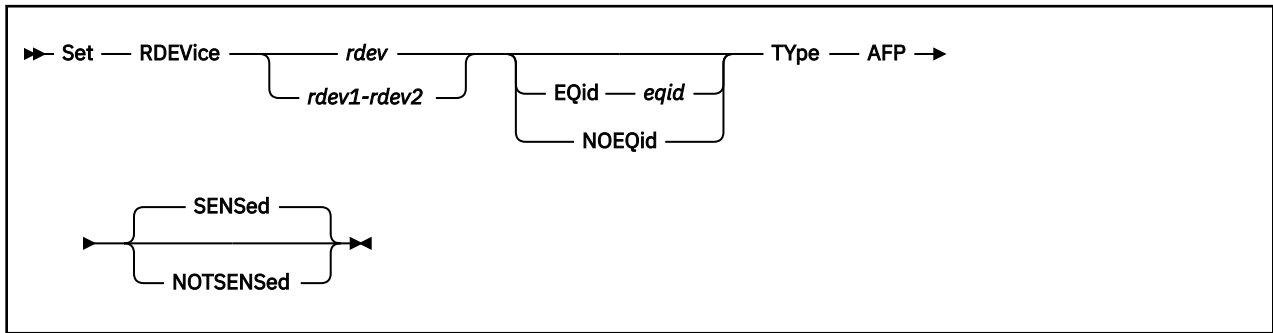 Set RDEVice rdev TYpe AFP
rdev1-rdev2 EQid eqid
NOEQid
SENSed
NOTSENSed